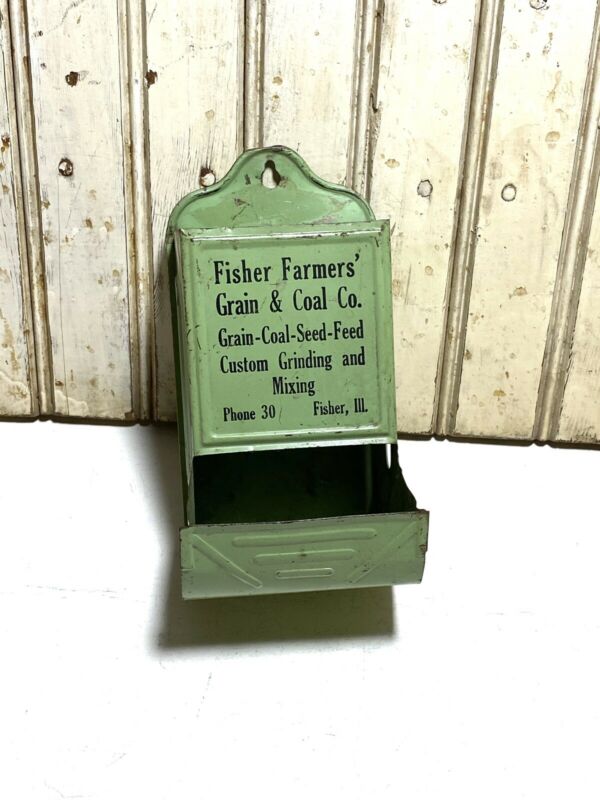 Fisher Farmers'
Grain & Coal Co.
Grain-Coal-Seed-Feed
Custom Grinding and
Mixing
Phone 30 Fisher, Ill.